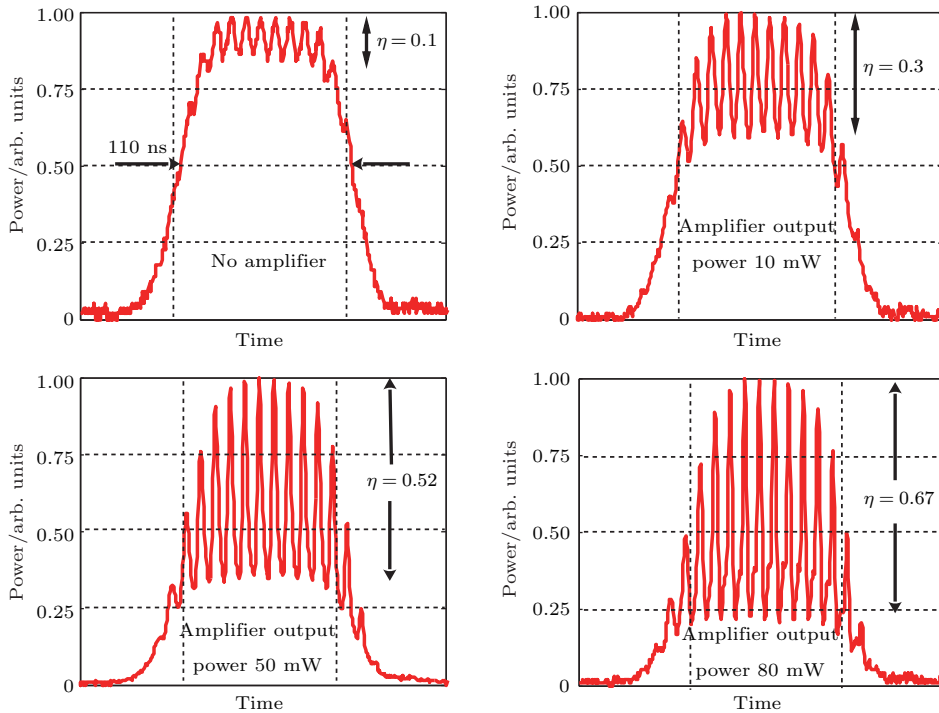 Power/arb. units
1.00
0.75
0.50
0.25
0
η = 0.1
110 ns
No amplifier
Time
Power/arb. units
1.00
0.75
0.50
0.25
0
η = 0.3
Amplifier output
power 10 mW
Time
Power/arb. units
1.00
0.75
0.50
0.25
0
η = 0.52
Amplifier output
power 50 mW
Time
Power/arb. units
1.00
0.75
0.50
0.25
0
η = 0.67
Amplifier output
power 80 mW
Time